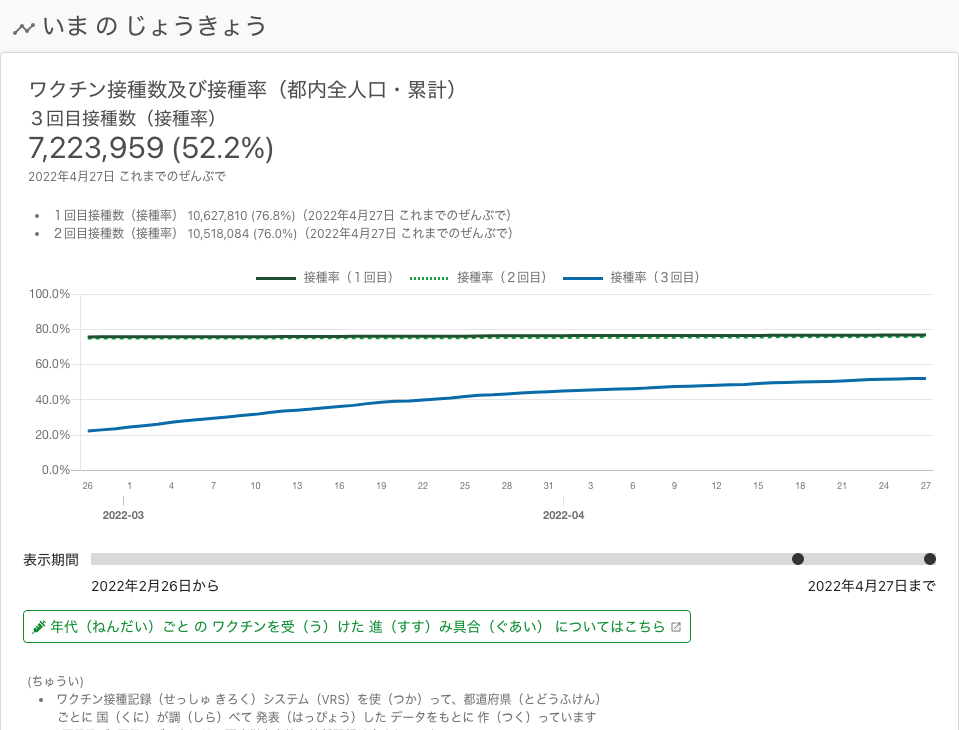 いま の じょうきょう
ワクチン接種数及び接種率（都内全人口・累計）
３回目接種数（接種率）
7,223,959 (52.2%)
2022年4月27日 これまでのぜんぶで
• １回目接種数（接種率） 10,627,810 (76.8%)（2022年4月27日 これまでのぜんぶで）
• ２回目接種数（接種率） 10,518,084 (76.0%)（2022年4月27日 これまでのぜんぶで）
接種率（１回目） 接種率（２回目） 接種率（３回目）
100.0%
80.0%
60.0%
40.0%
20.0%
0.0%
26 1 4 7 10 13 16 19 22 25 28 31 3 6 9 12 15 18 21 24 27
2022-03 2022-04
表示期間
2022年2月26日から 2022年4月27日まで
年代（ねんだい）ごと の ワクチンを受（う）けた 進（すす）み具合（ぐあい） についてはこちら
(ちゅうい)
• ワクチン接種記録（せっしゅ きろく）システム（VRS）を使（つか）って、都道府県（とどうふけん）
ごとに 国（くに）が調（しら）べて 発表（はっぴょう）した データをもとに 作（つく）っています